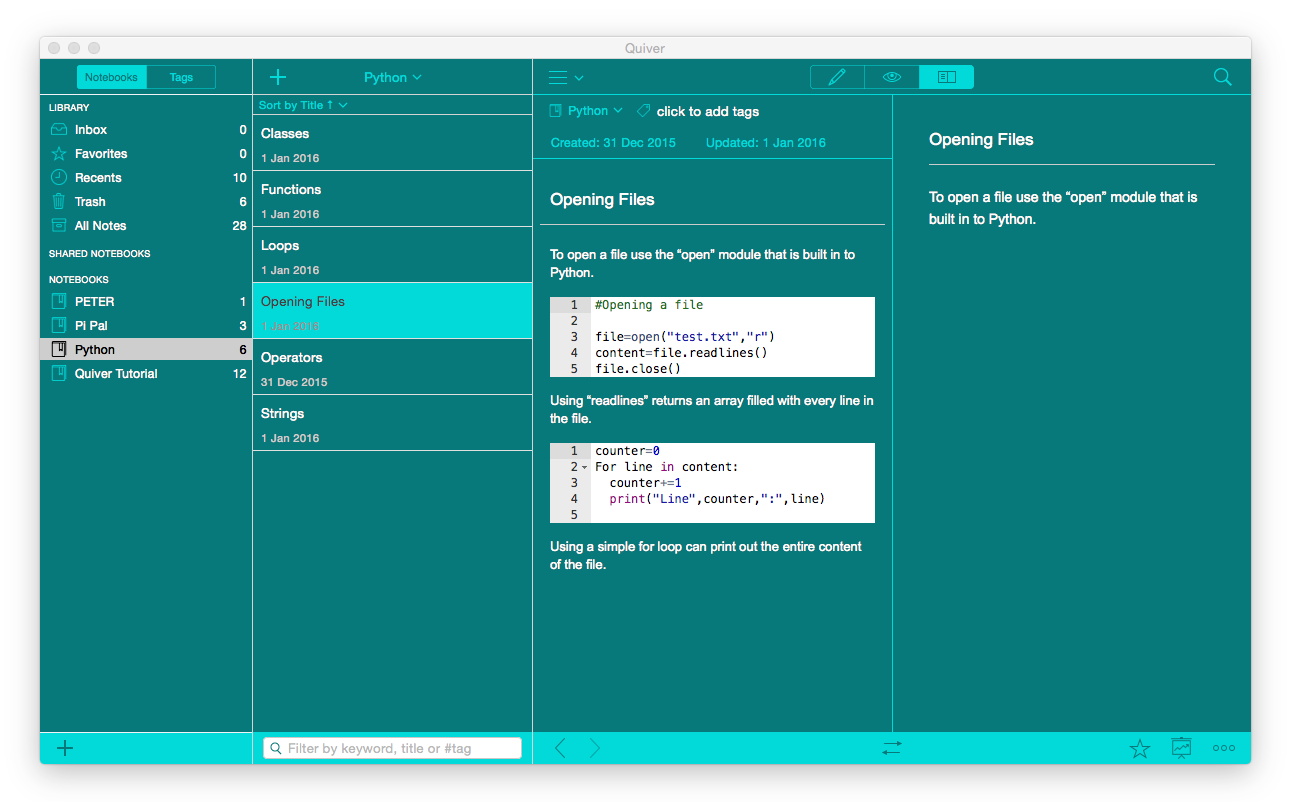 Quiver
Notebooks Tags
LIBRARY
Inbox 0
Favorites 0
Recents 10
Trash 6
All Notes 28
SHARED NOTEBOOKS
NOTEBOOKS
PETER 1
Pi Pal 3
Python 6
Quiver Tutorial 12
Python
Sort by Title ↑
Classes
1 Jan 2016
Functions
1 Jan 2016
Loops
1 Jan 2016
Opening Files
1 Jan 2016
Operators
31 Dec 2015
Strings
1 Jan 2016
Filter by keyword, title or #tag
Python click to add tags
Created: 31 Dec 2015 Updated: 1 Jan 2016
Opening Files
To open a file use the “open” module that is built in to
Python.
1 #Opening a file
2
3 file=open("test.txt","r")
4 content=file.readlines()
5 file.close()
Using “readlines” returns an array filled with every line in
the file.
1 counter=0
2 For line in content:
3   counter+=1
4   print("Line",counter,":",line)
5
Using a simple for loop can print out the entire content
of the file.
Opening Files
To open a file use the “open” module that is
built in to Python.